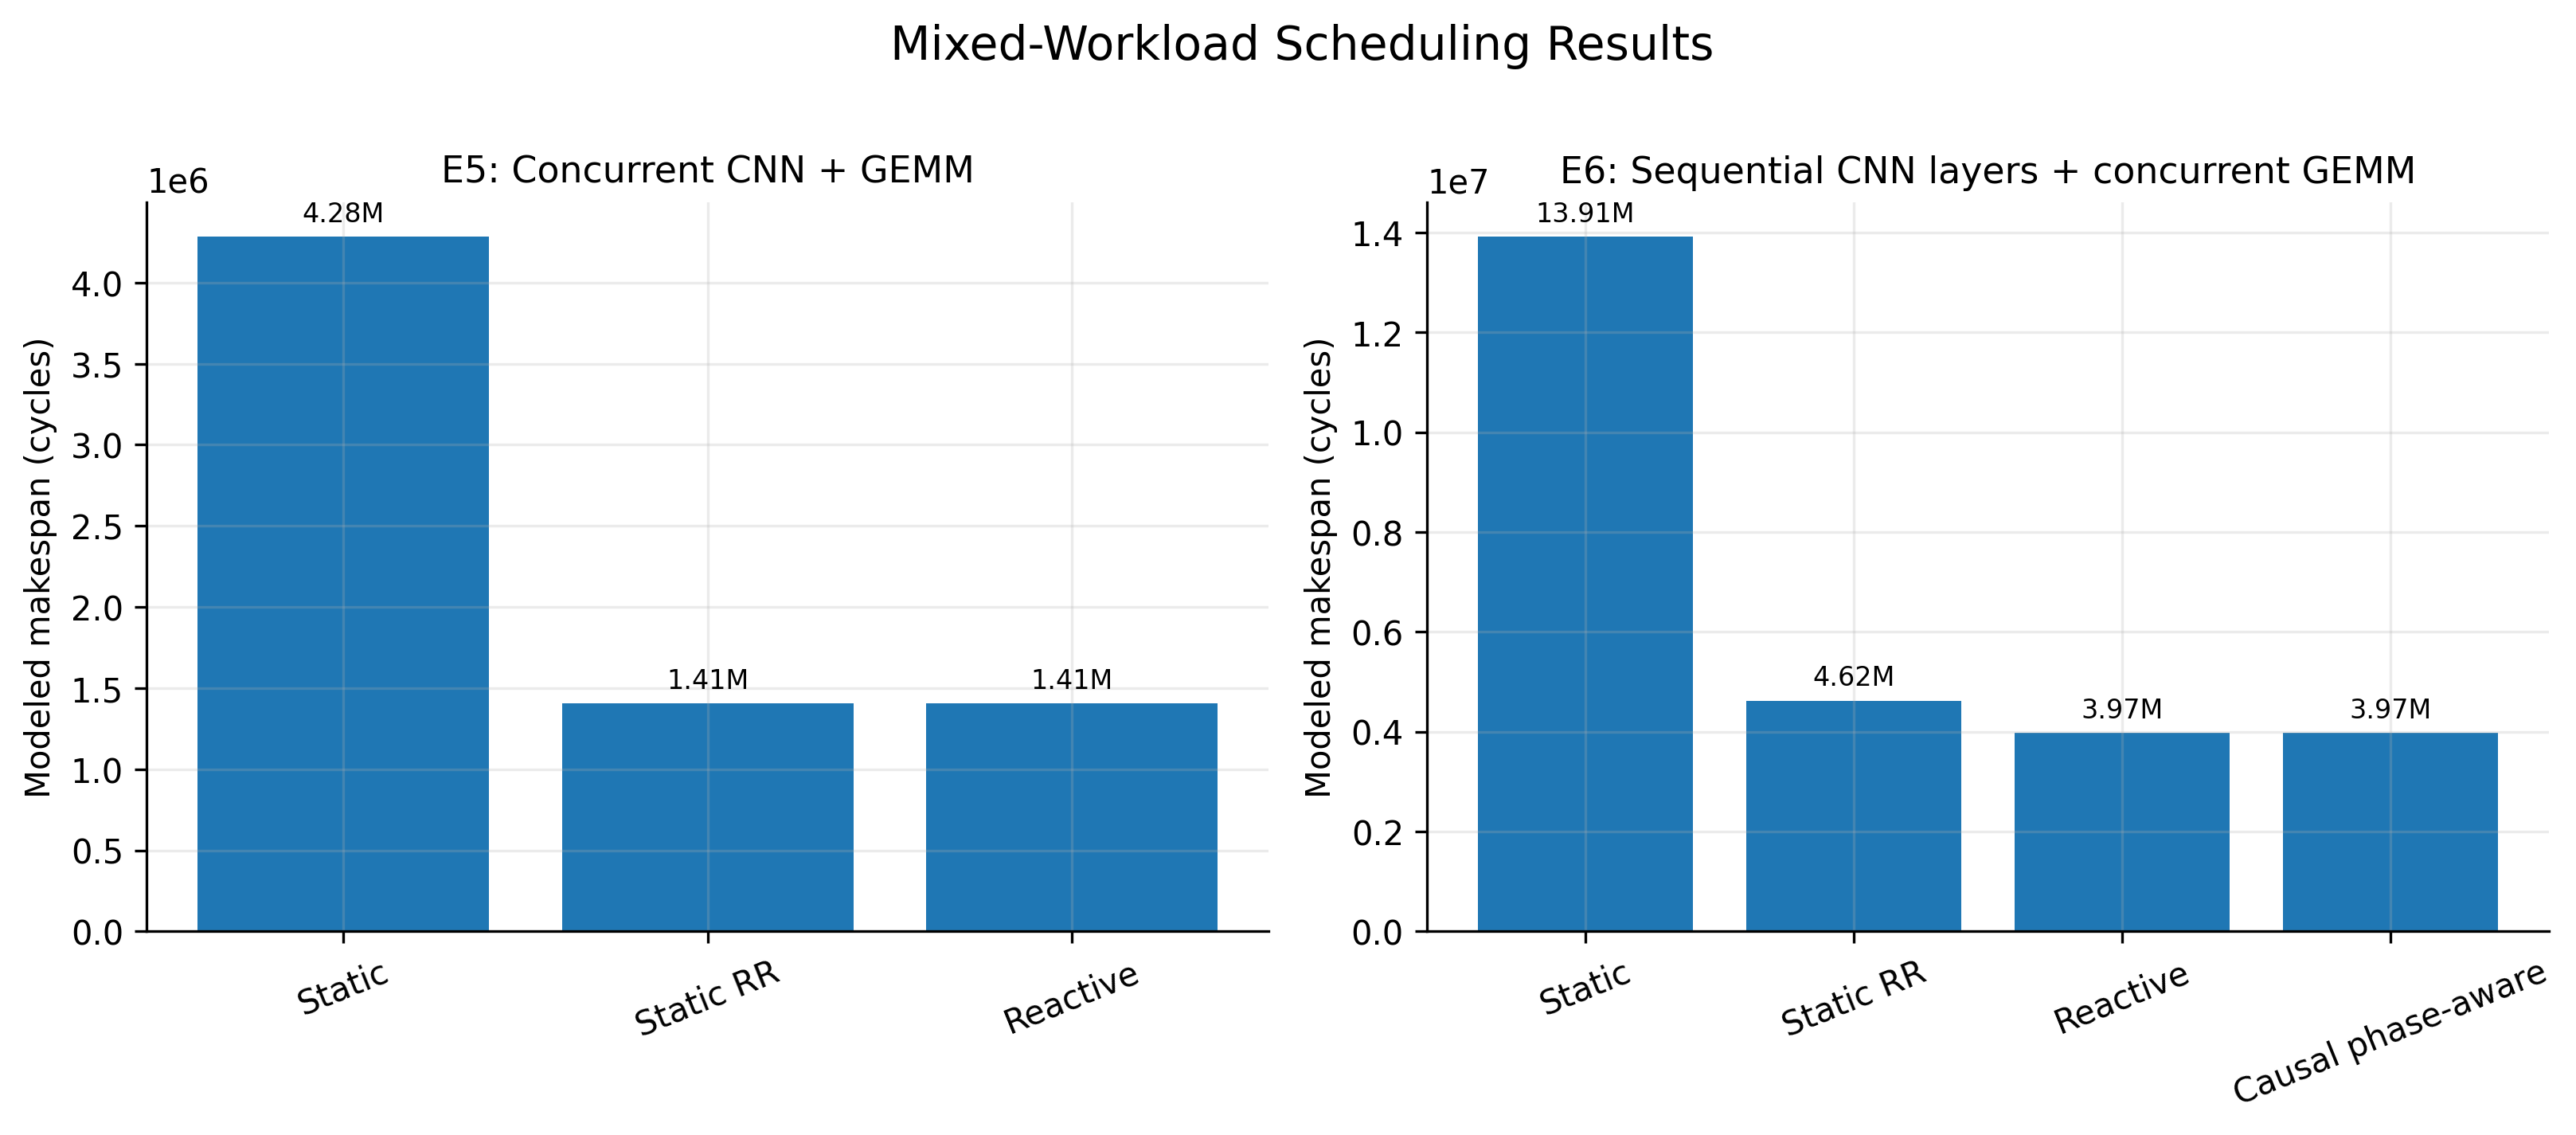 Mixed-Workload Scheduling Results
E5: Concurrent CNN + GEMM
1e6
Modeled makespan (cycles)
4.0
3.5
3.0
2.5
2.0
1.5
1.0
0.5
0.0
4.28M
1.41M
1.41M
Static
Static RR
Reactive
E6: Sequential CNN layers + concurrent GEMM
1e7
Modeled makespan (cycles)
1.4
1.2
1.0
0.8
0.6
0.4
0.2
0.0
13.91M
4.62M
3.97M
3.97M
Static
Static RR
Reactive
Causal phase-aware